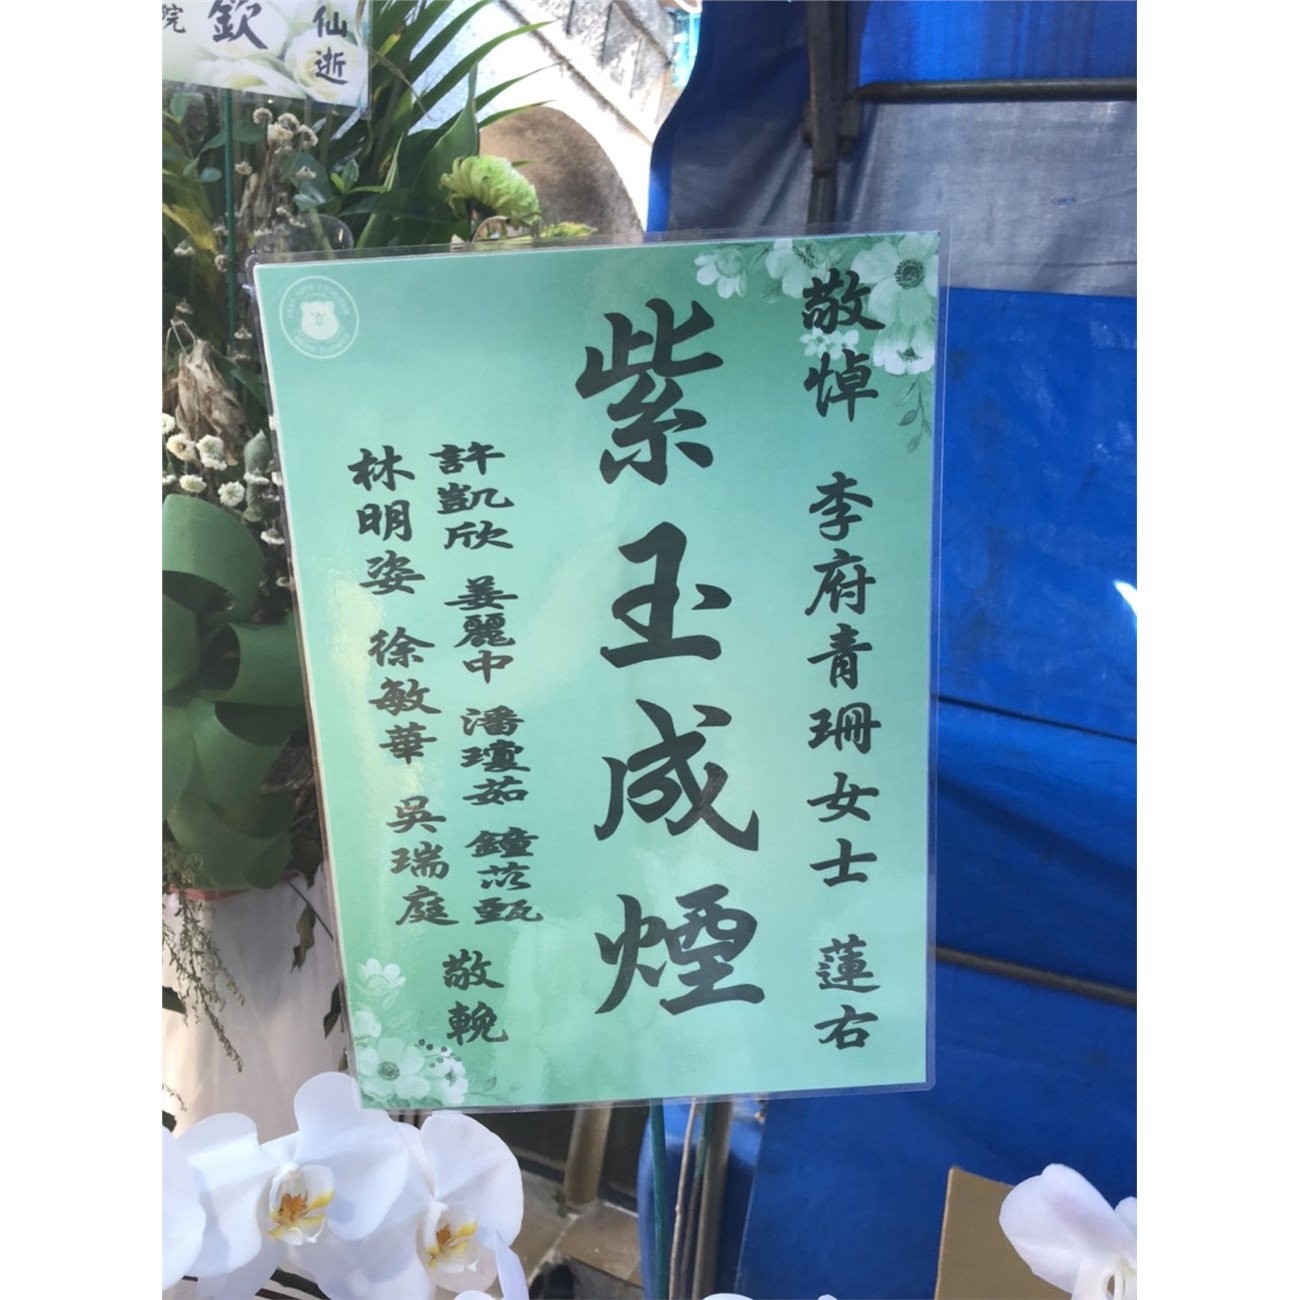 敬悼 李府青珊女士 蓮右
紫玉成煙
許凱欣 姜麗中 潘瓊茹 鐘苡甄
林明姿 徐敏華 吳瑞庭
敬輓
仙逝
欽
院